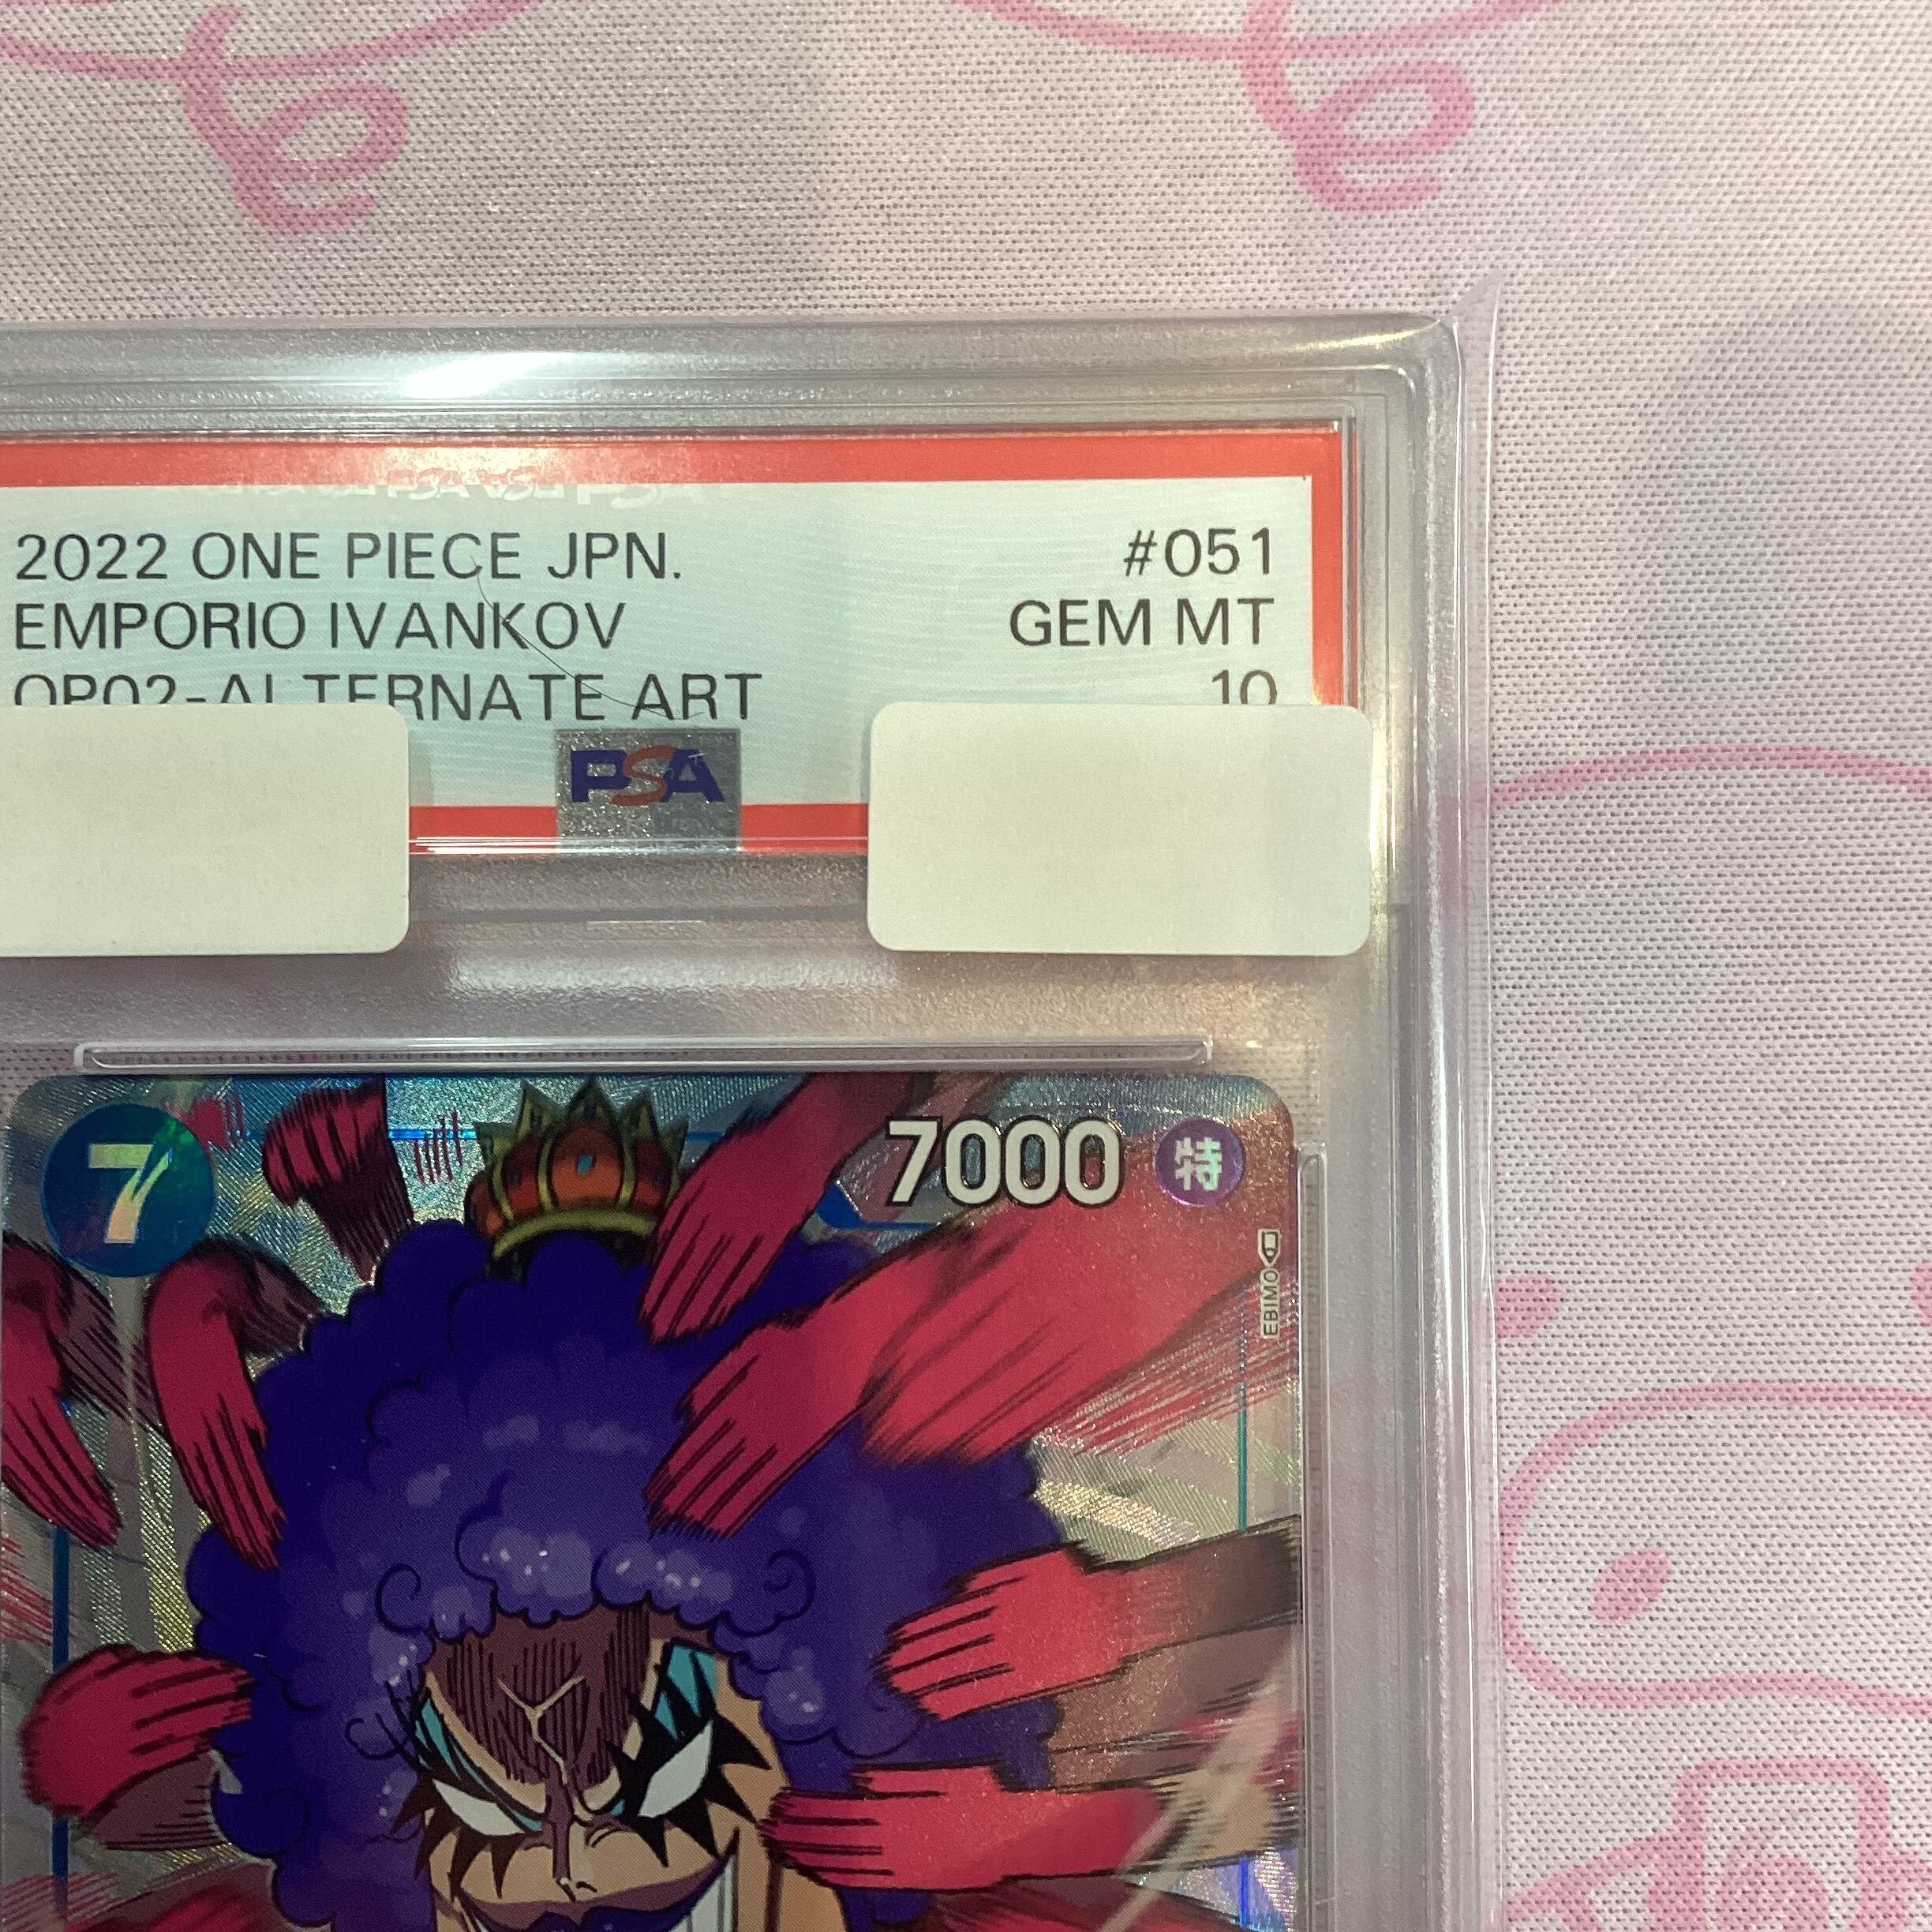 2022 ONE PIECE JPN.
#051
EMPORIO IVANKOV
GEM MT
OP02-ALTERNATE ART
10
PSA
7
7000
特
EBIMO